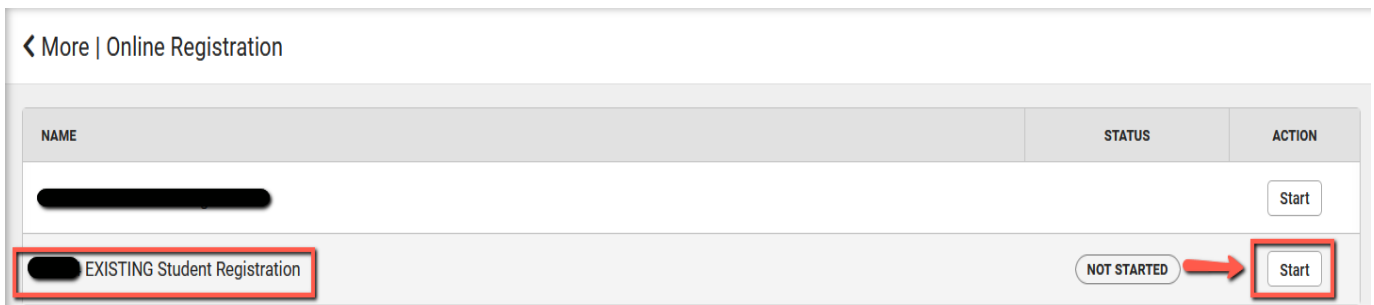 More | Online Registration
NAME STATUS ACTION
Start
EXISTING Student Registration NOT STARTED Start